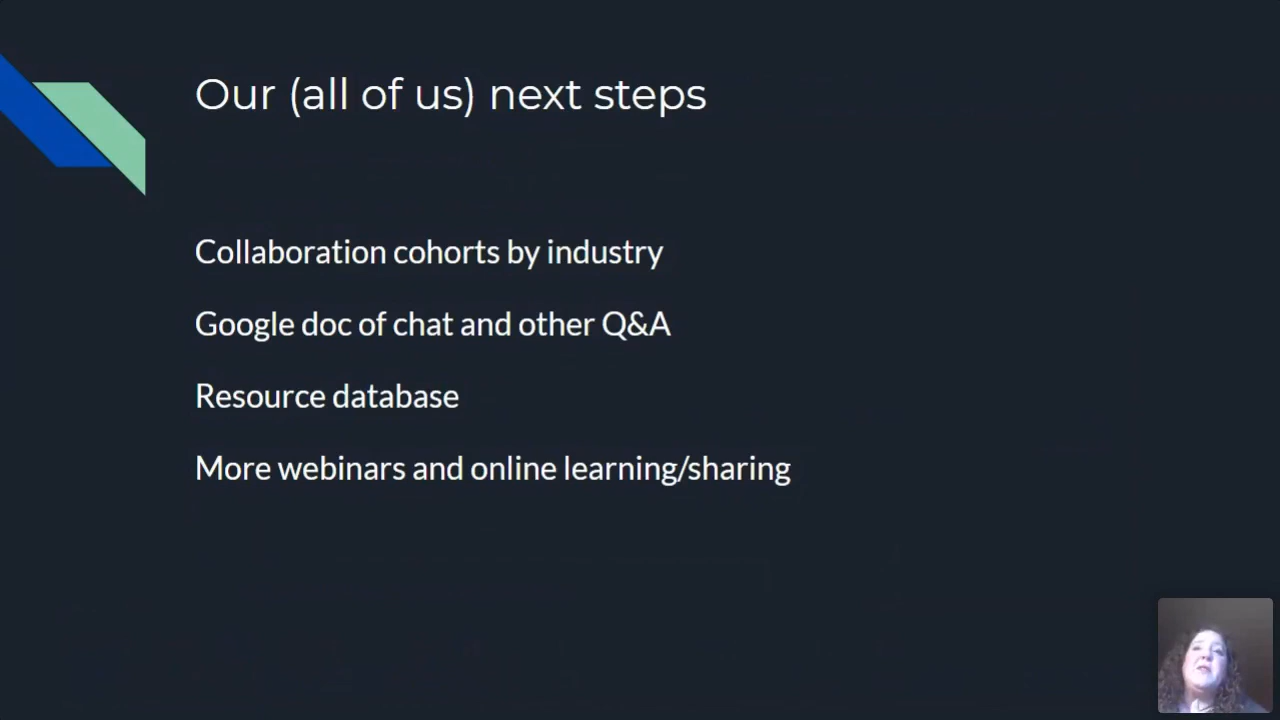 Our (all of us) next steps
Collaboration cohorts by industry
Google doc of chat and other Q&A
Resource database
More webinars and online learning/sharing